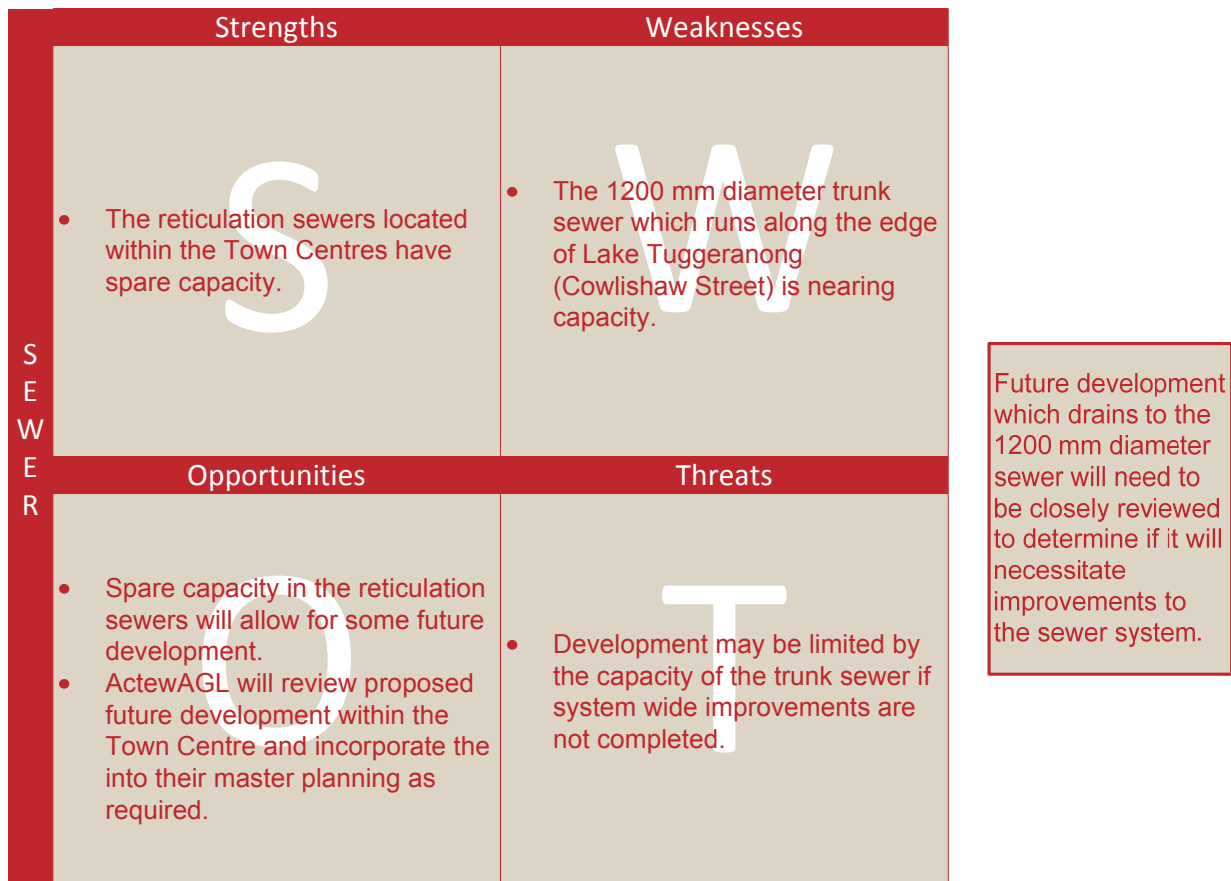 SEWER
Strengths
S
• The reticulation sewers located
within the Town Centres have
spare capacity.
Weaknesses
W
• The 1200 mm diameter trunk
sewer which runs along the edge
of Lake Tuggeranong
(Cowlishaw Street) is nearing
capacity.
Opportunities
O
• Spare capacity in the reticulation
sewers will allow for some future
development.
• ActewAGL will review proposed
future development within the
Town Centre and incorporate the
into their master planning as
required.
Threats
T
• Development may be limited by
the capacity of the trunk sewer if
system wide improvements are
not completed.
Future development
which drains to the
1200 mm diameter
sewer will need to
be closely reviewed
to determine if it will
necessitate
improvements to
the sewer system.